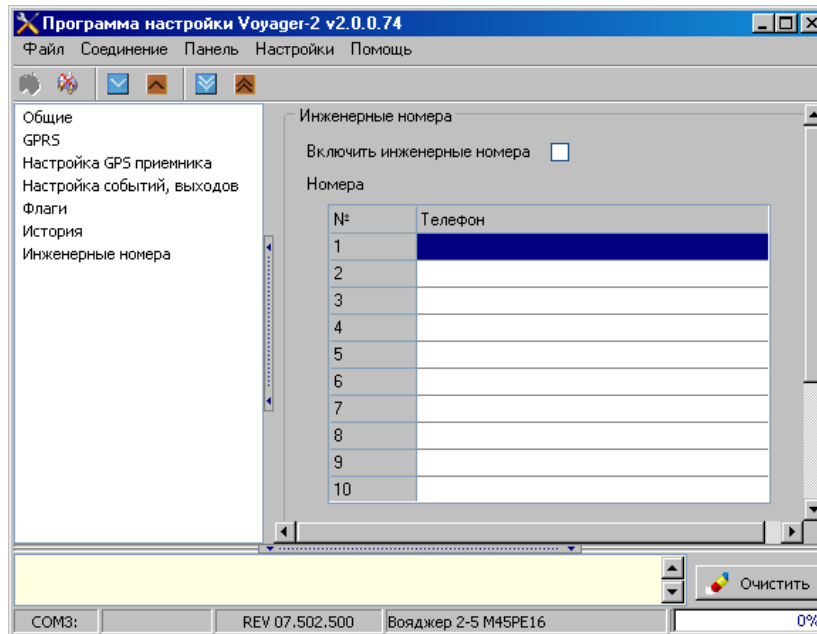 Программа настройки Voyager-2 v2.0.0.74
Файл Соединение Панель Настройки Помощь
Общие
GPRS
Настройка GPS приемника
Настройка событий, выходов
Флаги
История
Инженерные номера
Инженерные номера
Включить инженерные номера
Номера
№ Телефон
1
2
3
4
5
6
7
8
9
10
Очистить
COM3: REV 07.502.500 Вояджер 2-5 M45PE16 0%